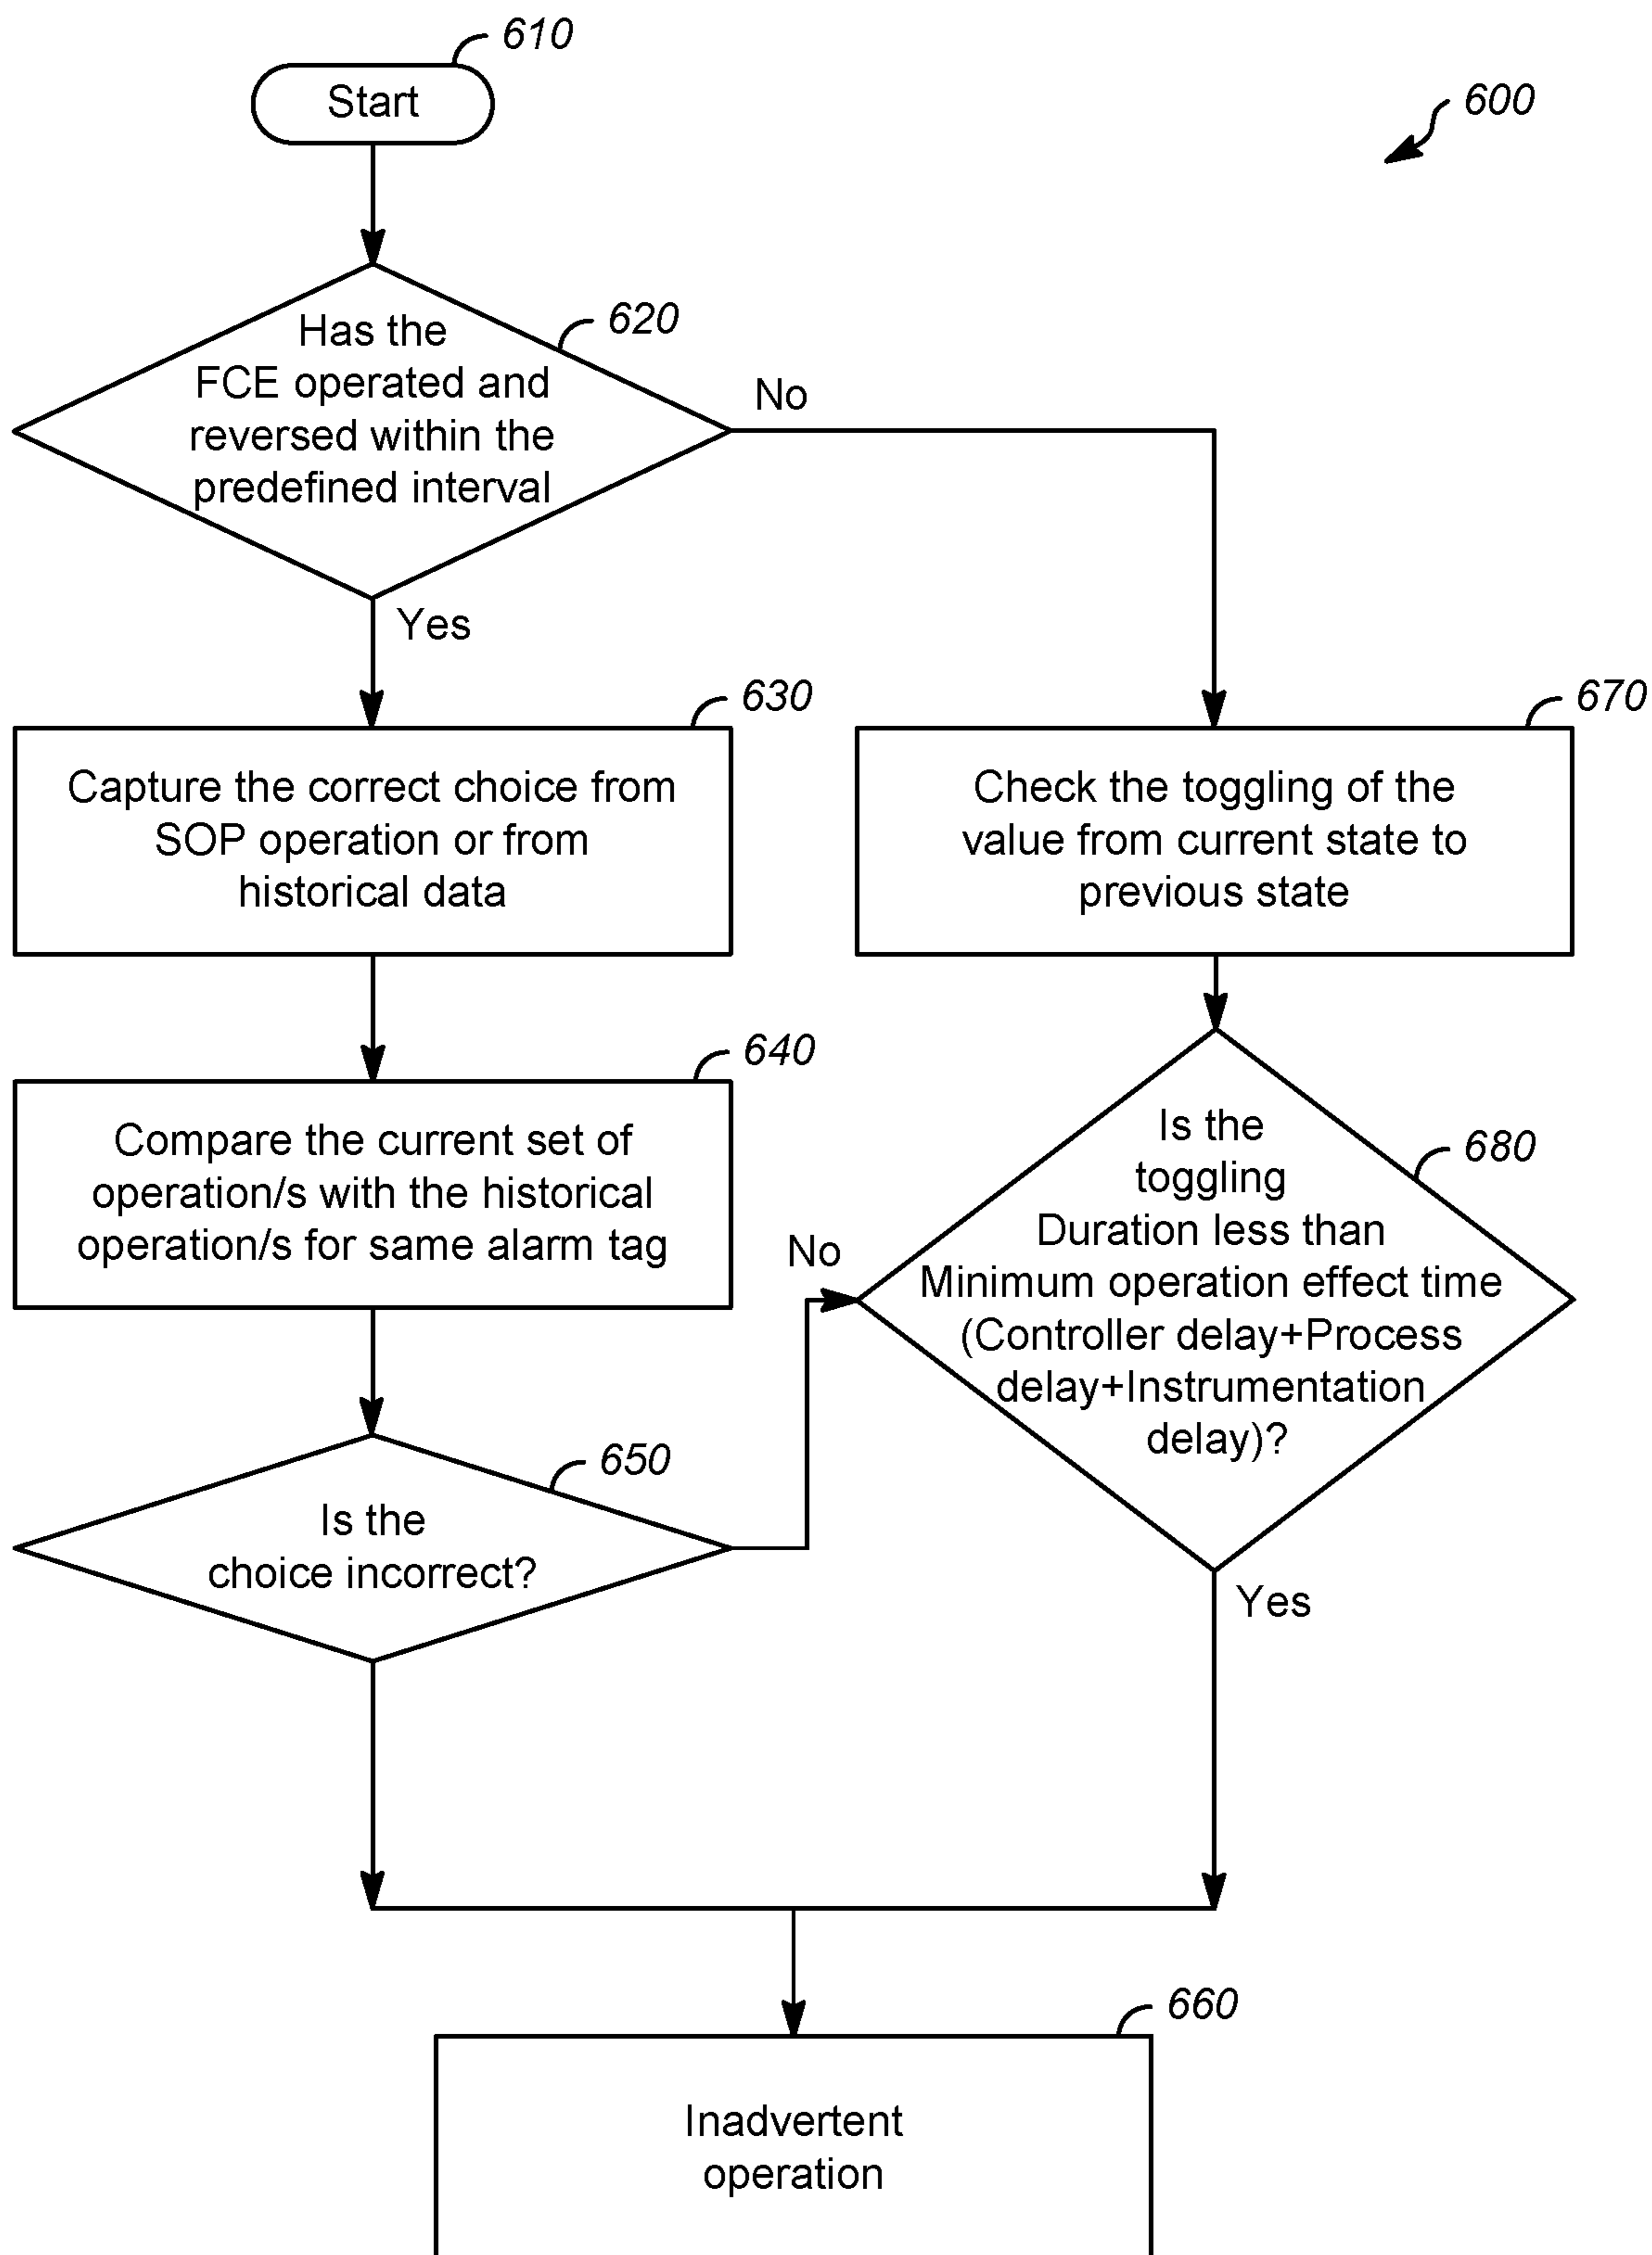 610
Start
600
Has the
FCE operated and
reversed within the
predefined interval
620
No
Yes
630
Capture the correct choice from
SOP operation or from
historical data
670
Check the toggling of the
value from current state to
previous state
640
Compare the current set of
operation/s with the historical
operation/s for same alarm tag
680
Is the
toggling
Duration less than
Minimum operation effect time
(Controller delay+Process
delay+Instrumentation
delay)?
No
650
Is the
choice incorrect?
Yes
660
Inadvertent
operation